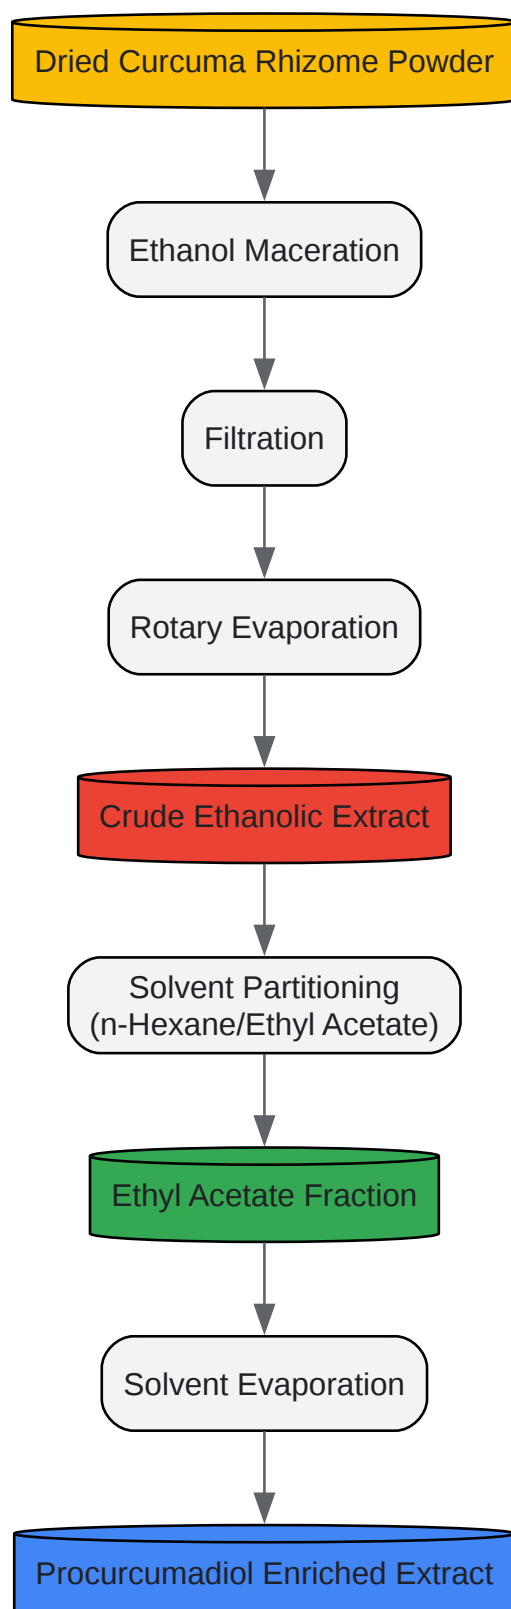 Dried Curcuma Rhizome Powder
Ethanol Maceration
Filtration
Rotary Evaporation
Crude Ethanolic Extract
Solvent Partitioning
(n-Hexane/Ethyl Acetate)
Ethyl Acetate Fraction
Solvent Evaporation
Procurcumadiol Enriched Extract